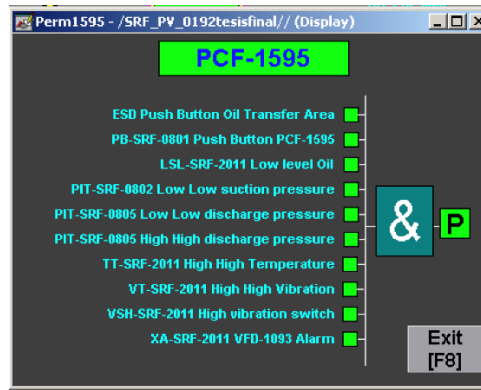 Perm1595 - /SRF_PV_0192tesisfinal// (Display)
PCF-1595
ESD Push Button Oil Transfer Area
PB-SRF-0801 Push Button PCF-1595
LSL-SRF-2011 Low level Oil
PIT-SRF-0802 Low Low suction pressure
PIT-SRF-0805 Low Low discharge pressure
PIT-SRF-0805 High High discharge pressure
TT-SRF-2011 High High Temperature
VT-SRF-2011 High High Vibration
VSH-SRF-2011 High vibration switch
XA-SRF-2011 VFD-1093 Alarm
&
P
Exit
[F8]